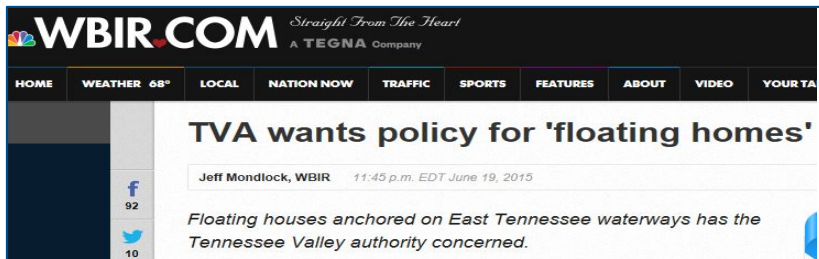 WBIR.COM Straight From The Heart
A TEGNA Company
HOME WEATHER 68° LOCAL NATION NOW TRAFFIC SPORTS FEATURES ABOUT VIDEO YOUR TA
TVA wants policy for 'floating homes'
Jeff Mondlock, WBIR 11:45 p.m. EDT June 19, 2015
f
92
Floating houses anchored on East Tennessee waterways has the
Tennessee Valley authority concerned.
10